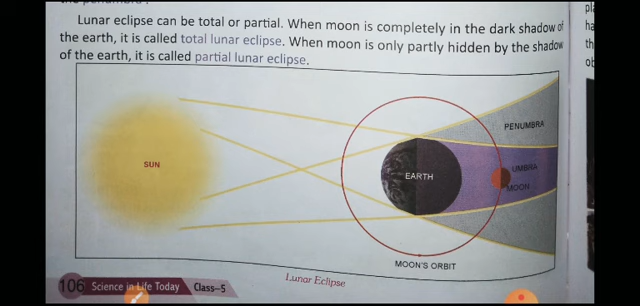 Lunar eclipse can be total or partial. When moon is completely in the dark shadow of
the earth, it is called total lunar eclipse. When moon is only partly hidden by the shadow
of the earth, it is called partial lunar eclipse.
PENUMBRA
SUN
EARTH
UMBRA
MOON
MOON'S ORBIT
Lunar Eclipse
106 Science in Life Today Class-5